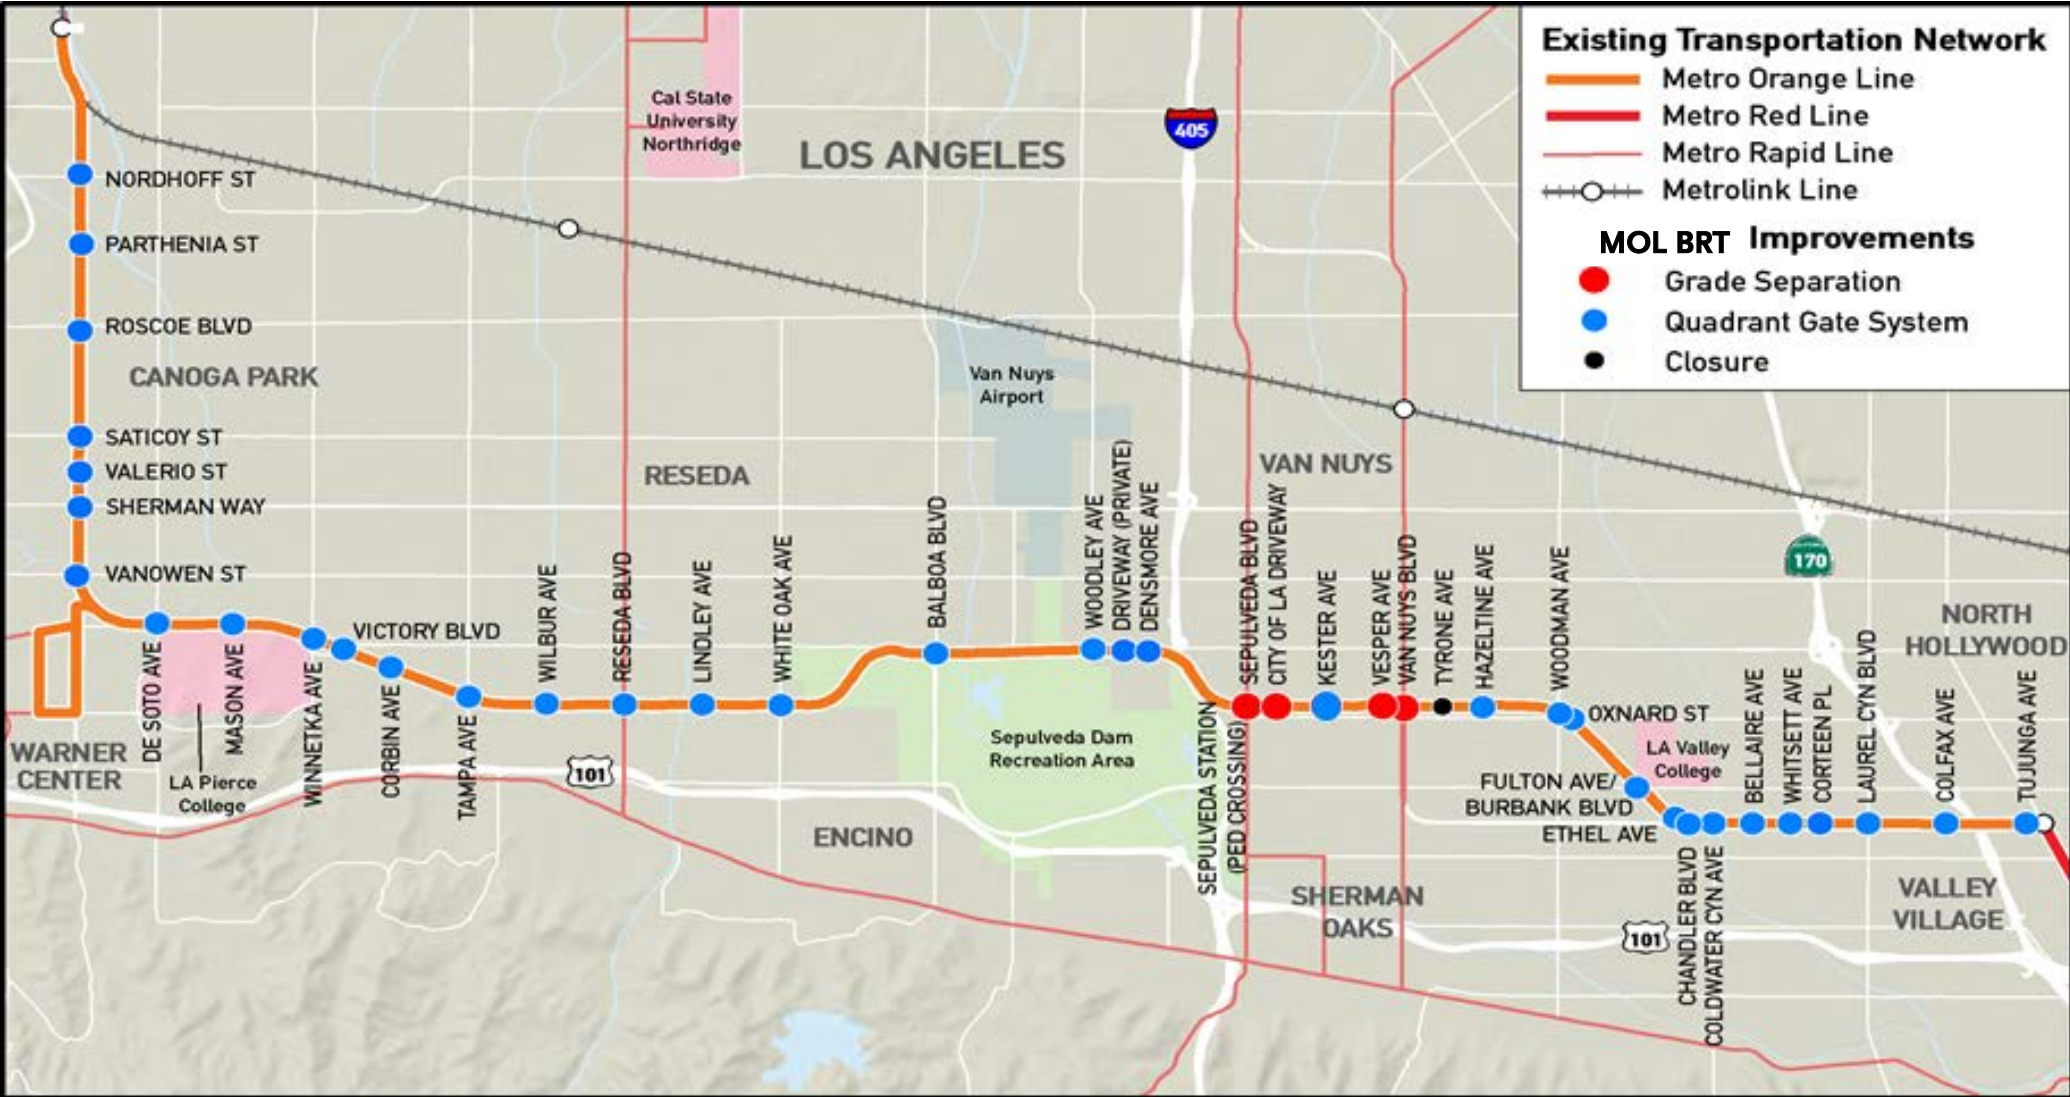 Existing Transportation Network
Metro Orange Line
Metro Red Line
Metro Rapid Line
Metrolink Line
MOL BRT Improvements
Grade Separation
Quadrant Gate System
Closure
Cal State
University
Northridge
LOS ANGELES
405
NORDHOFF ST
PARTHENIA ST
ROSCOE BLVD
CANOGA PARK
SATICOY ST
VALERIO ST
SHERMAN WAY
VANOWEN ST
Van Nuys
Airport
RESEDA
VAN NUYS
170
NORTH
HOLLYWOOD
DE SOTO AVE
MASON AVE
WINNETKA AVE
VICTORY BLVD
CORBIN AVE
TAMPA AVE
WILBUR AVE
RESEDA BLVD
LINDLEY AVE
WHITE OAK AVE
BALBOA BLVD
WOODLEY AVE
DRIVEWAY (PRIVATE)
DENSMORE AVE
SEPULVEDA STATION
(PED CROSSING)
SEPULVEDA BLVD
CITY OF LA DRIVEWAY
KESTER AVE
VESPER AVE
VAN NUYS BLVD
TYRONE AVE
HAZELTINE AVE
WOODMAN AVE
OXNARD ST
LA Valley
College
FULTON AVE/
BURBANK BLVD
ETHEL AVE
CHANDLER BLVD
COLDWATER CYN AVE
BELLAIRE AVE
WHITSETT AVE
CORTEEN PL
LAUREL CYN BLVD
COLFAX AVE
TUJUNGA AVE
WARNER
CENTER
LA Pierce
College
101
Sepulveda Dam
Recreation Area
ENCINO
SHERMAN
OAKS
101
VALLEY
VILLAGE